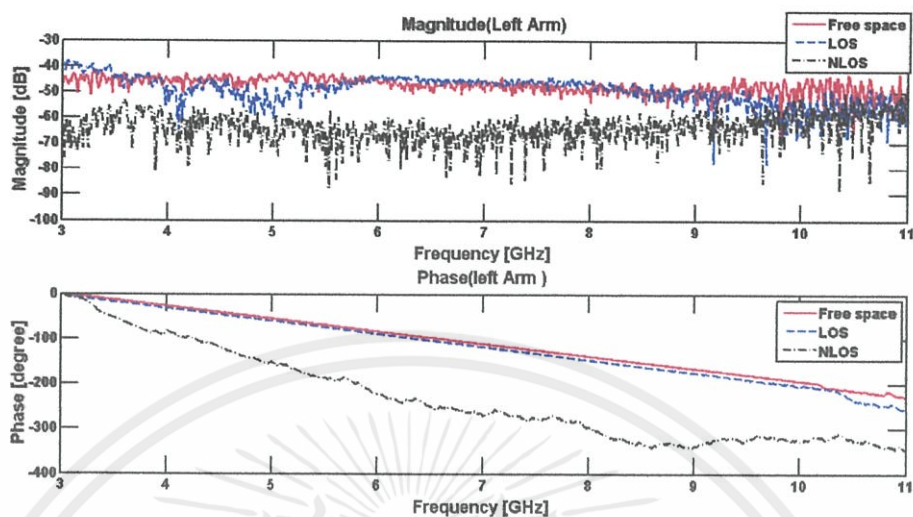 Magnitude(Left Arm)
-30
-40
-50
-60
-70
-80
-90
-100
Magnitude [dB]
3 4 5 6 7 8 9 10 11
Frequency [GHz]
Free space
LOS
NLOS
Phase(left Arm )
0
-100
-200
-300
-400
Phase [degree]
3 4 5 6 7 8 9 10 11
Frequency [GHz]
Free space
LOS
NLOS